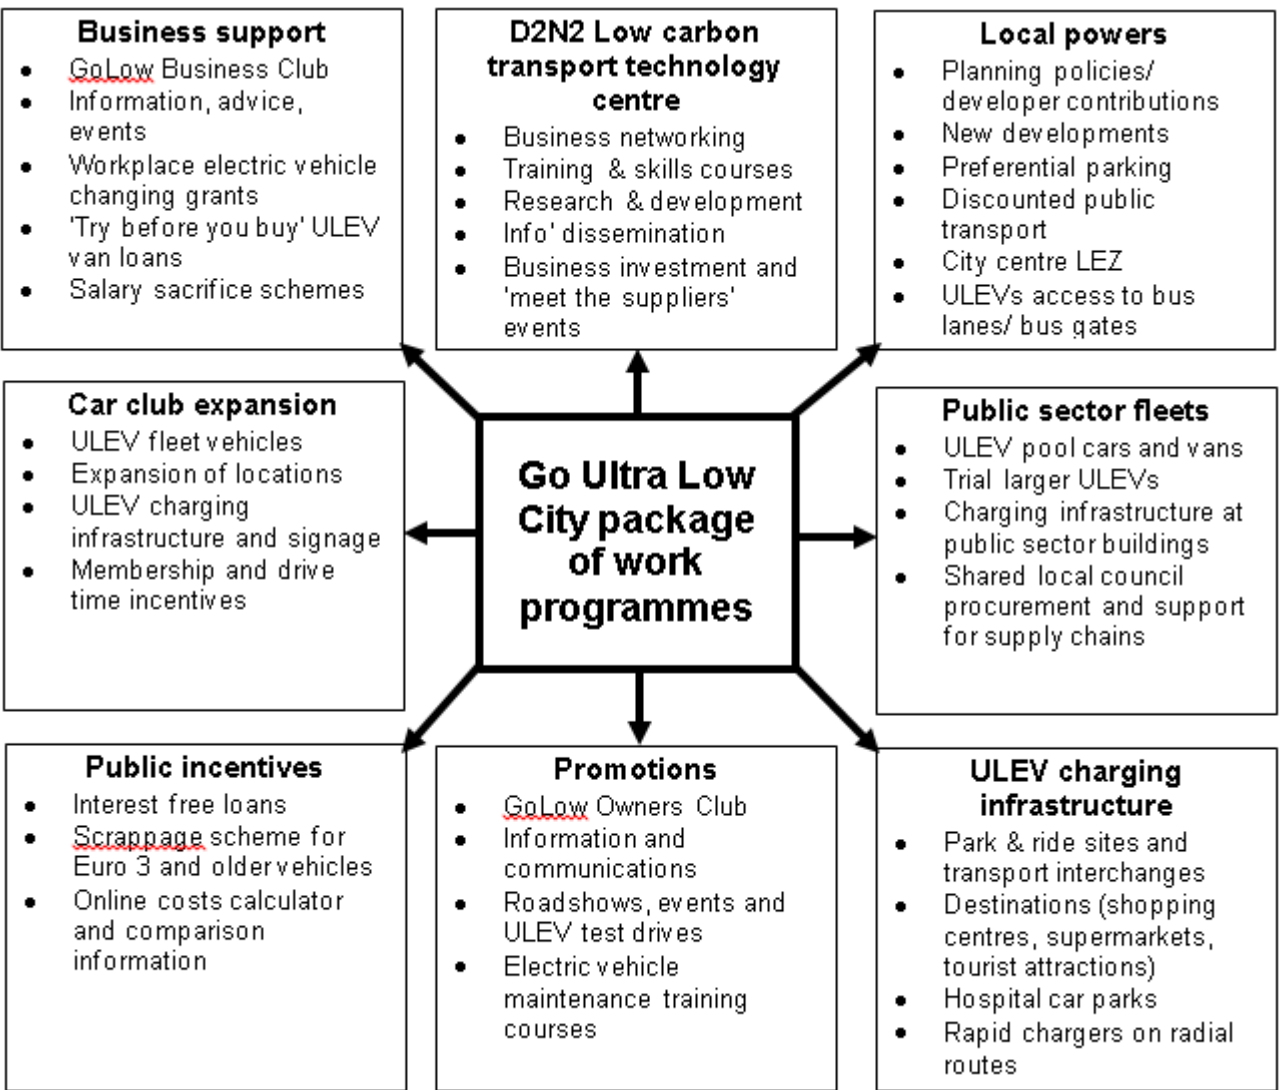 Business support
• GoLow Business Club
• Information, advice,
events
• Workplace electric vehicle
changing grants
• 'Try before you buy' ULEV
van loans
• Salary sacrifice schemes
D2N2 Low carbon
transport technology
centre
• Business networking
• Training & skills courses
• Research & development
• Info' dissemination
• Business investment and
'meet the suppliers'
events
Local powers
• Planning policies/
developer contributions
• New developments
• Preferential parking
• Discounted public
transport
• City centre LEZ
• ULEVs access to bus
lanes/ bus gates
Car club expansion
• ULEV fleet vehicles
• Expansion of locations
• ULEV charging
infrastructure and signage
• Membership and drive
time incentives
Go Ultra Low
City package
of work
programmes
Public sector fleets
• ULEV pool cars and vans
• Trial larger ULEVs
• Charging infrastructure at
public sector buildings
• Shared local council
procurement and support
for supply chains
Public incentives
• Interest free loans
• Scrappage scheme for
Euro 3 and older vehicles
• Online costs calculator
and comparison
information
Promotions
• GoLow Owners Club
• Information and
communications
• Roadshows, events and
ULEV test drives
• Electric vehicle
maintenance training
courses
ULEV charging
infrastructure
• Park & ride sites and
transport interchanges
• Destinations (shopping
centres, supermarkets,
tourist attractions)
• Hospital car parks
• Rapid chargers on radial
routes